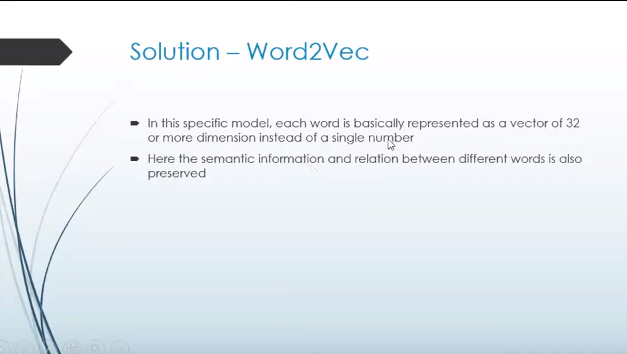 Solution – Word2Vec
In this specific model, each word is basically represented as a vector of 32
or more dimension instead of a single number
Here the semantic information and relation between different words is also
preserved